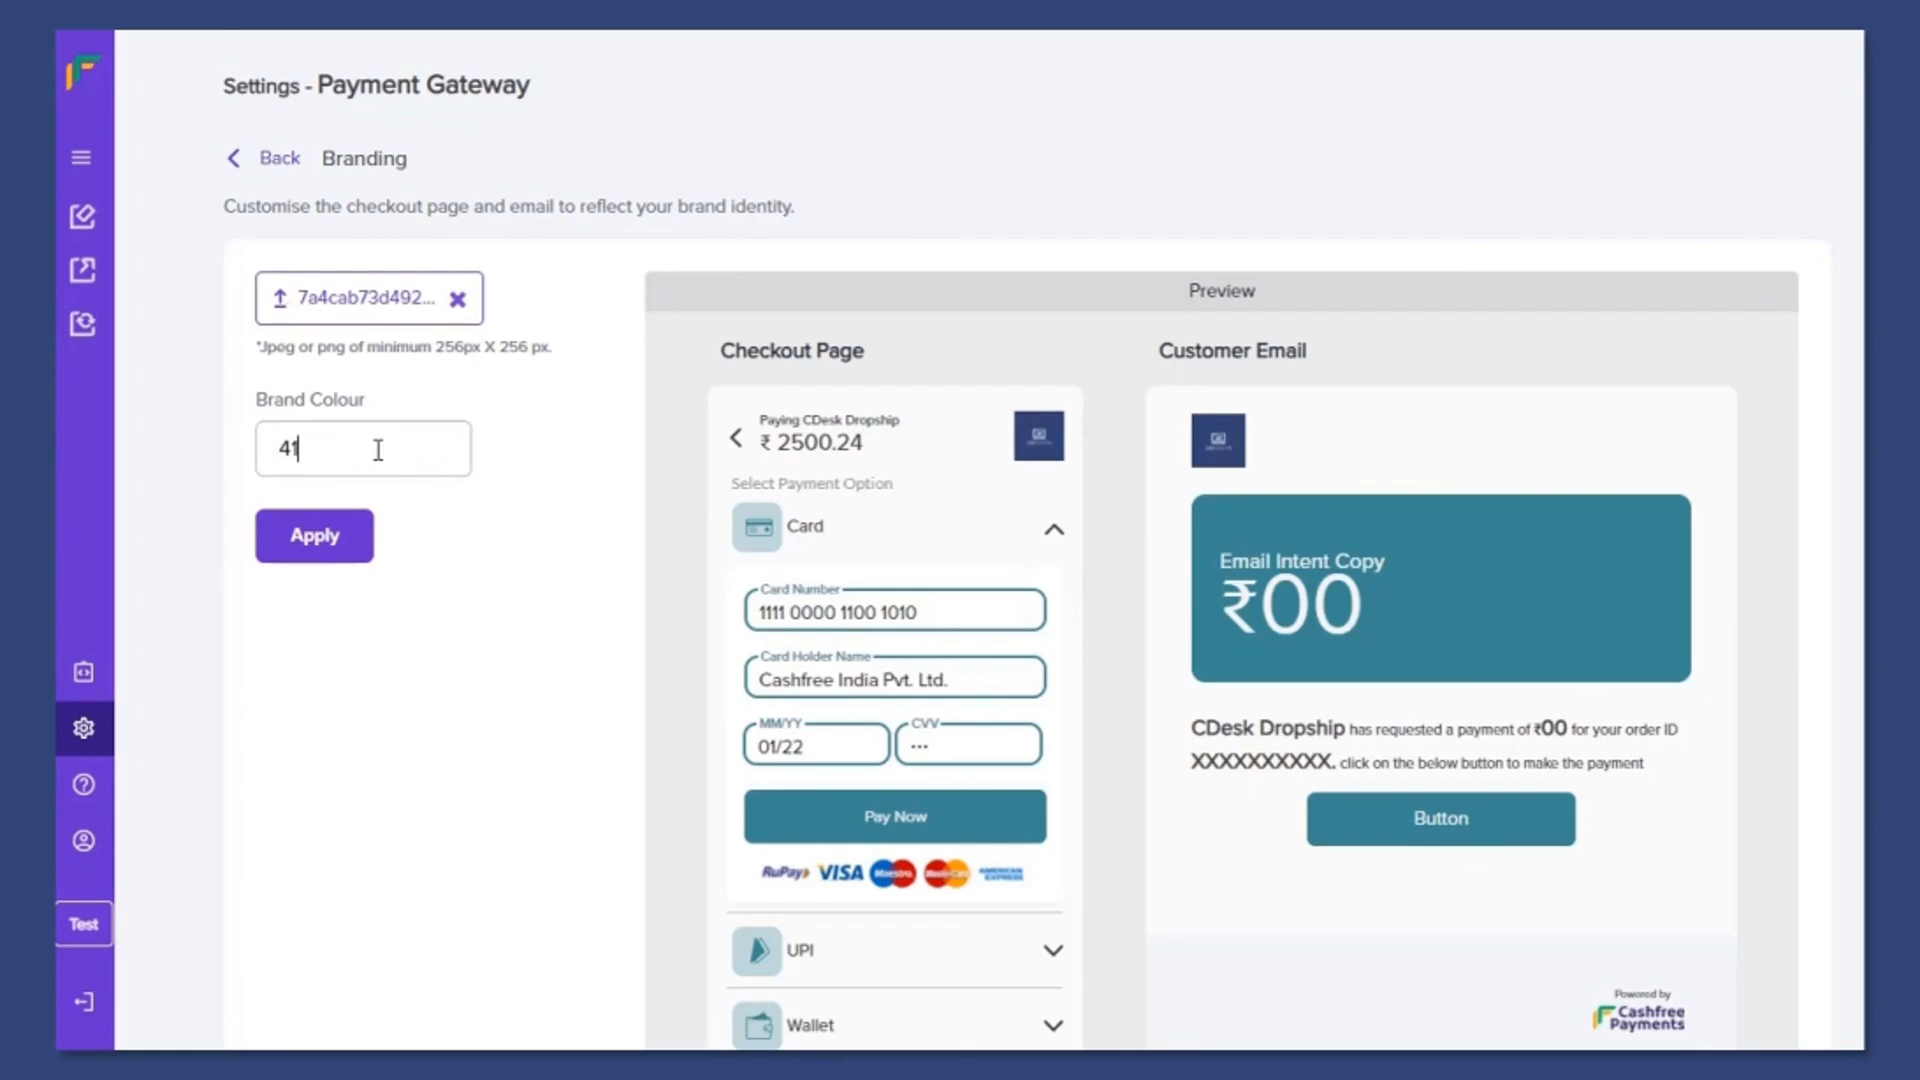 Settings - Payment Gateway
Back Branding
Customise the checkout page and email to reflect your brand identity.
7a4cab73d492...
*Jpeg or png of minimum 256px X 256 px.
Brand Colour
41
Apply
Test
Preview
Checkout Page
Paying CDesk Dropship
₹ 2500.24
Select Payment Option
Card
Card Number
1111 0000 1100 1010
Card Holder Name
Cashfree India Pvt. Ltd.
MM/YY CVV
01/22 ···
Pay Now
RuPay VISA Maestro MasterCard AMERICAN EXPRESS
UPI
Wallet
Customer Email
Email Intent Copy
₹00
CDesk Dropship has requested a payment of ₹00 for your order ID
XXXXXXXXXX. click on the below button to make the payment
Button
Powered by
Cashfree
Payments